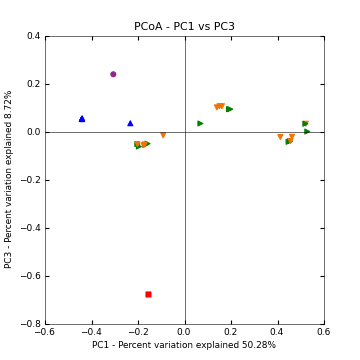 PCoA - PC1 vs PC3
0.4
0.2
0.0
−0.2
−0.4
−0.6
−0.8
PC3 - Percent variation explained 8.72%
−0.6 −0.4 −0.2 0.0 0.2 0.4 0.6
PC1 - Percent variation explained 50.28%